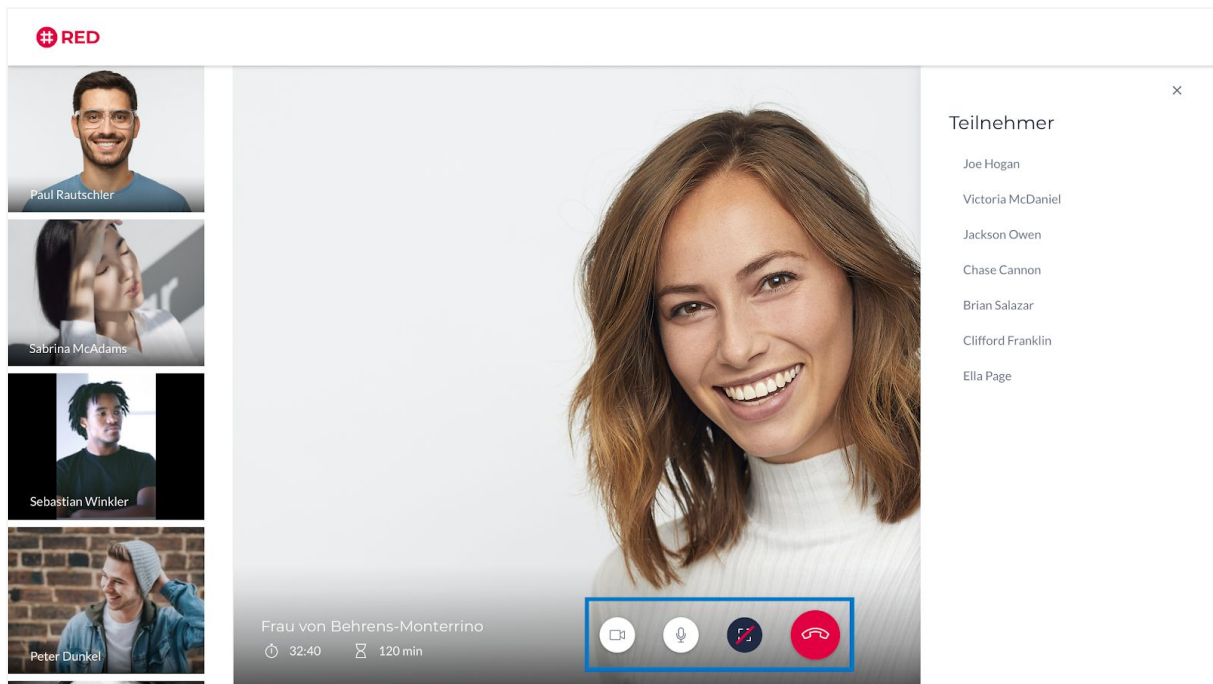 RED
Paul Rautschler
Sabrina McAdams
Sebastian Winkler
Peter Dunkel
Frau von Behrens-Monterrino
32:40 120 min
Teilnehmer
Joe Hogan
Victoria McDaniel
Jackson Owen
Chase Cannon
Brian Salazar
Clifford Franklin
Ella Page